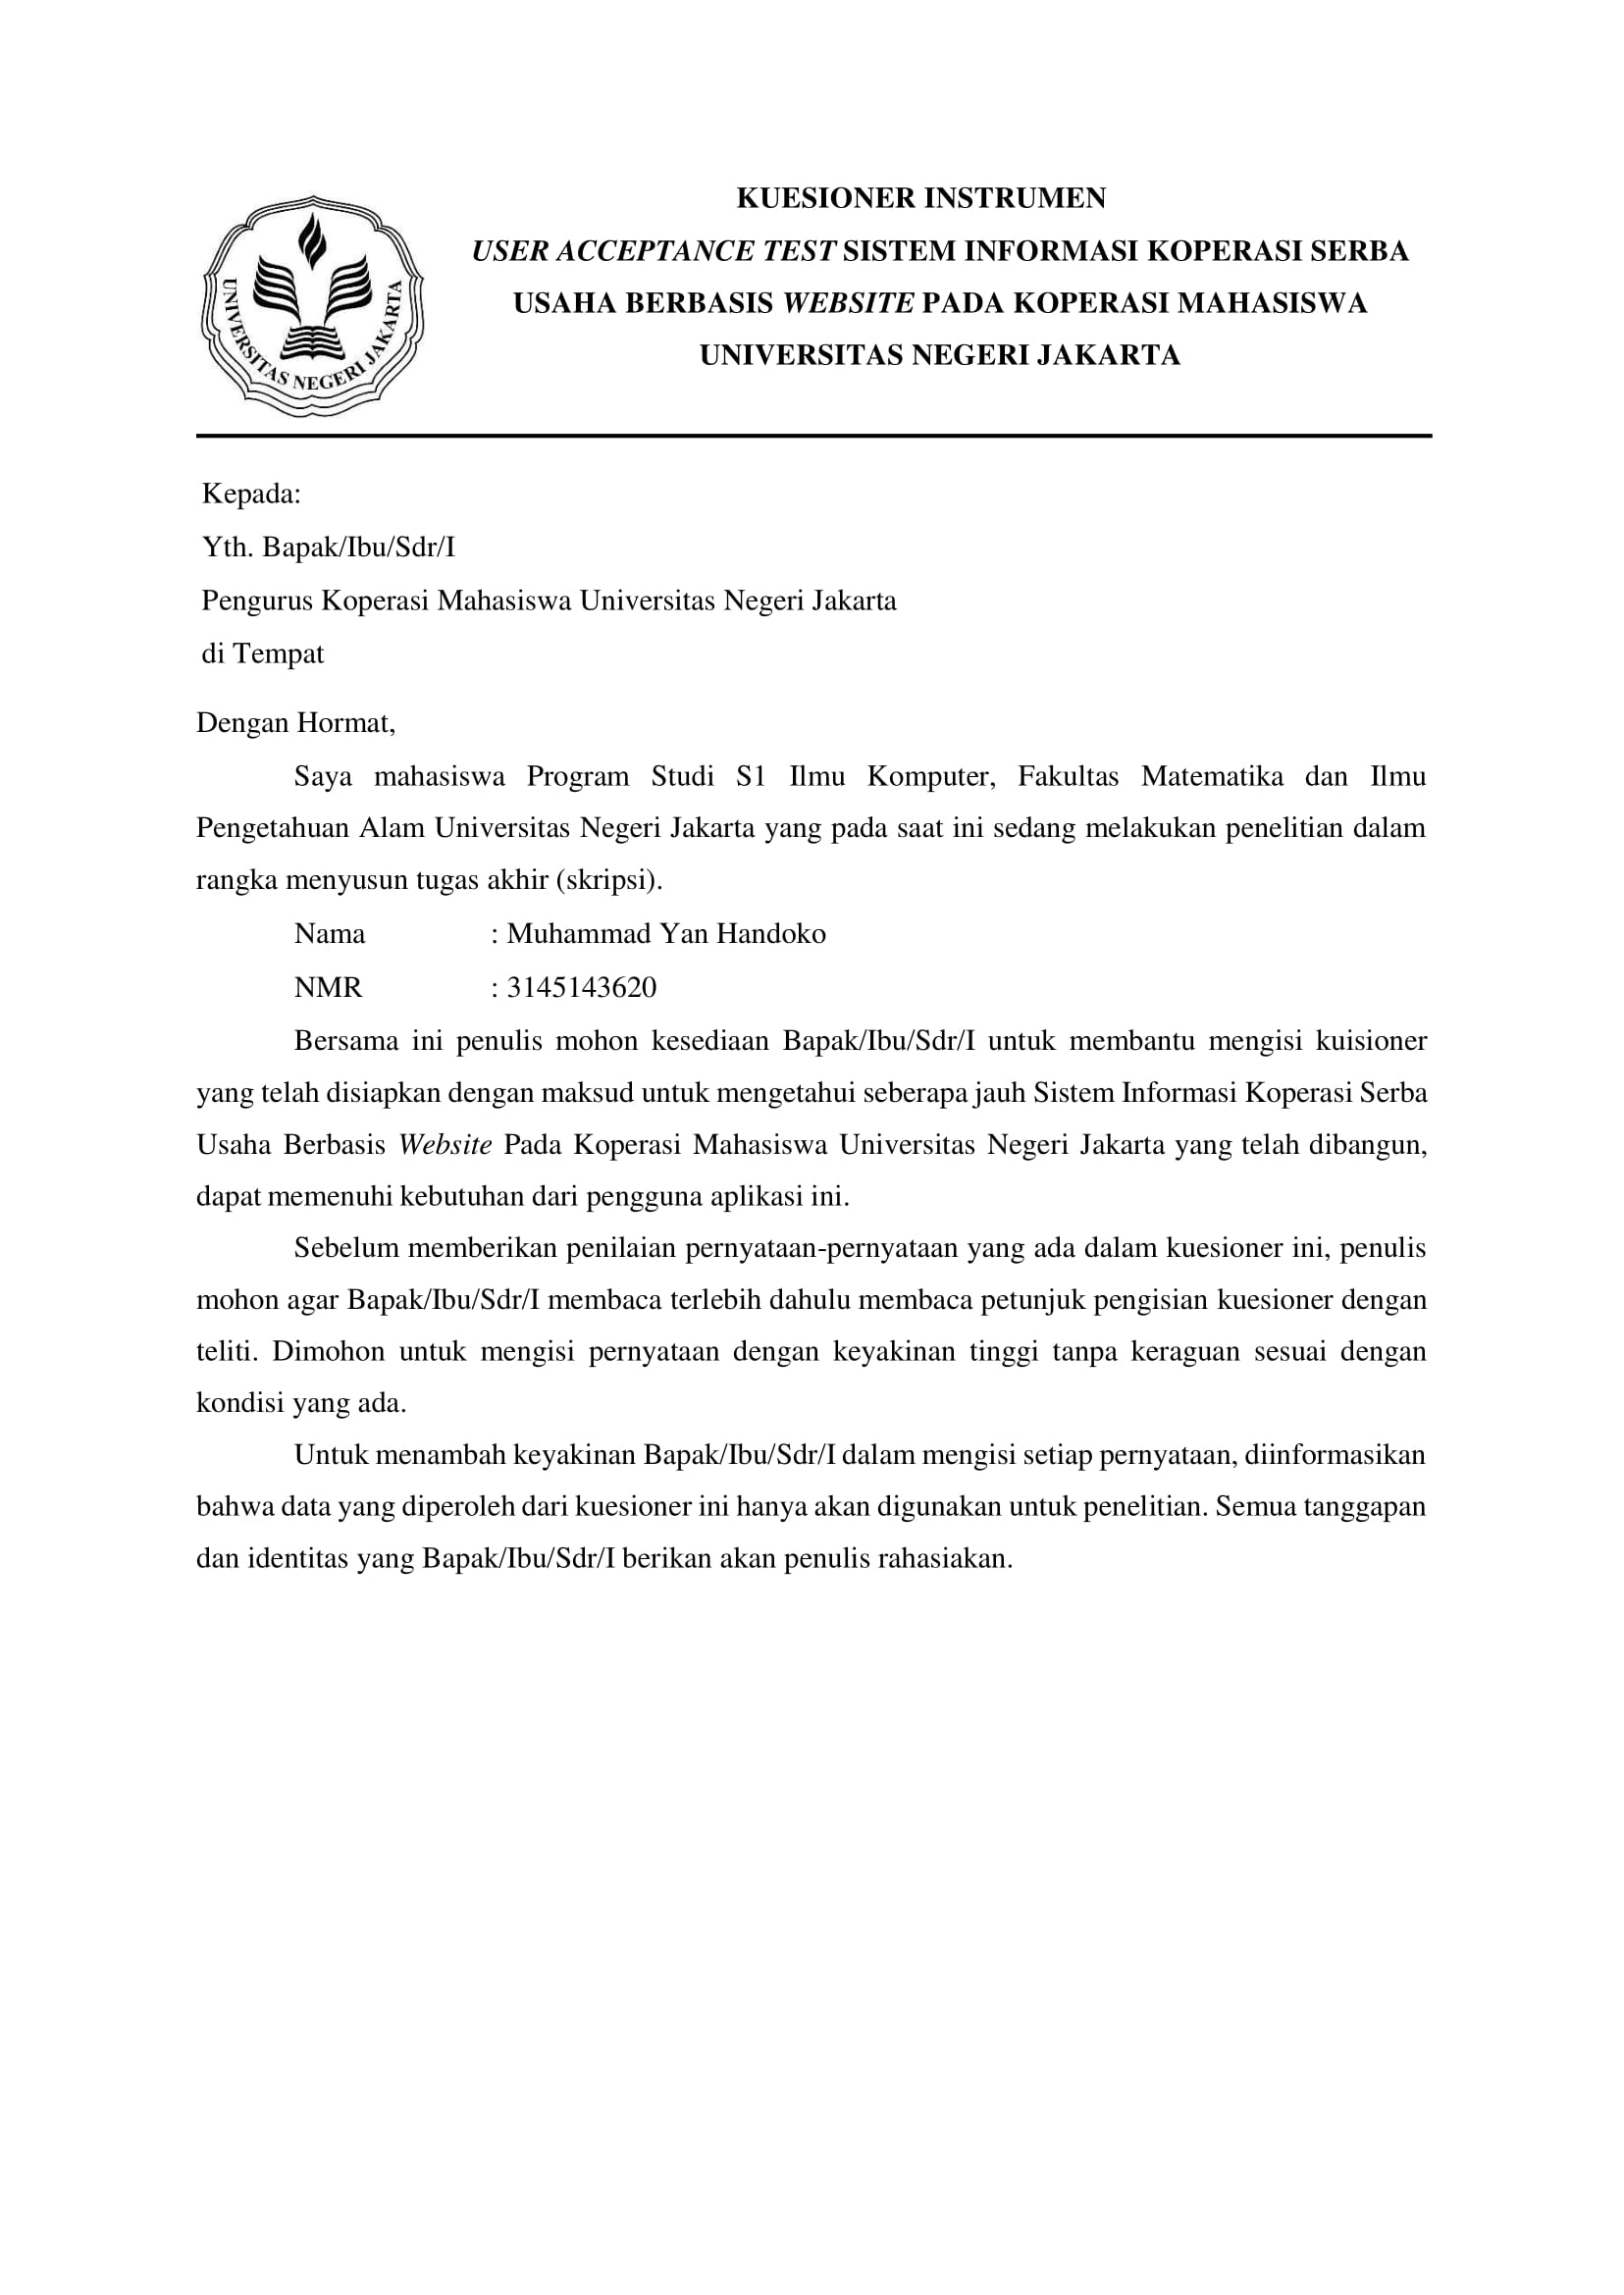 KUESIONER INSTRUMEN
USER ACCEPTANCE TEST SISTEM INFORMASI KOPERASI SERBA
USAHA BERBASIS WEBSITE PADA KOPERASI MAHASISWA
UNIVERSITAS NEGERI JAKARTA
UNIVERSITAS NEGERI JAKARTA
Kepada:
Yth. Bapak/Ibu/Sdr/I
Pengurus Koperasi Mahasiswa Universitas Negeri Jakarta
di Tempat
Dengan Hormat,
Saya mahasiswa Program Studi S1 Ilmu Komputer, Fakultas Matematika dan Ilmu
Pengetahuan Alam Universitas Negeri Jakarta yang pada saat ini sedang melakukan penelitian dalam
rangka menyusun tugas akhir (skripsi).
Nama : Muhammad Yan Handoko
NMR : 3145143620
Bersama ini penulis mohon kesediaan Bapak/Ibu/Sdr/I untuk membantu mengisi kuisioner
yang telah disiapkan dengan maksud untuk mengetahui seberapa jauh Sistem Informasi Koperasi Serba
Usaha Berbasis Website Pada Koperasi Mahasiswa Universitas Negeri Jakarta yang telah dibangun,
dapat memenuhi kebutuhan dari pengguna aplikasi ini.
Sebelum memberikan penilaian pernyataan-pernyataan yang ada dalam kuesioner ini, penulis
mohon agar Bapak/Ibu/Sdr/I membaca terlebih dahulu membaca petunjuk pengisian kuesioner dengan
teliti. Dimohon untuk mengisi pernyataan dengan keyakinan tinggi tanpa keraguan sesuai dengan
kondisi yang ada.
Untuk menambah keyakinan Bapak/Ibu/Sdr/I dalam mengisi setiap pernyataan, diinformasikan
bahwa data yang diperoleh dari kuesioner ini hanya akan digunakan untuk penelitian. Semua tanggapan
dan identitas yang Bapak/Ibu/Sdr/I berikan akan penulis rahasiakan.